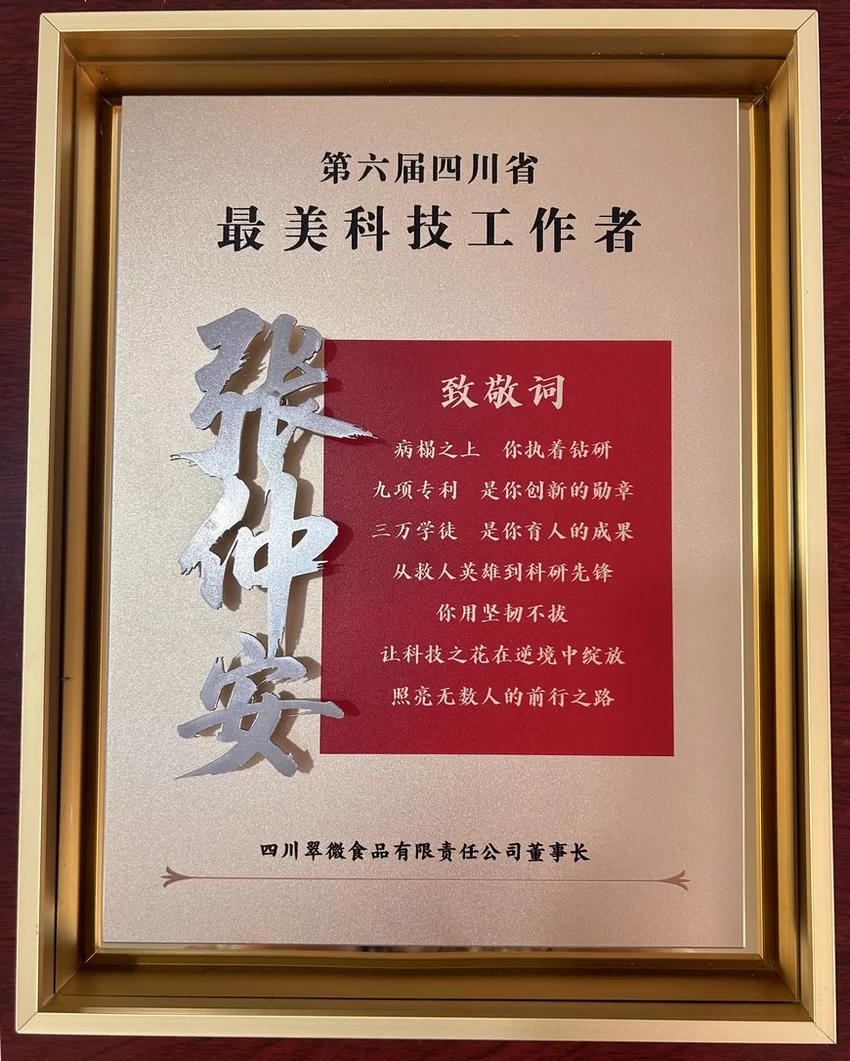 第六届四川省
最美科技工作者
張仲安
致敬词
病榻之上 你执着钻研
九项专利 是你创新的勋章
三万学徒 是你育人的成果
从救人英雄到科研先锋
你用坚韧不拔
让科技之花在逆境中绽放
照亮无数人的前行之路
四川翠微食品有限责任公司董事长